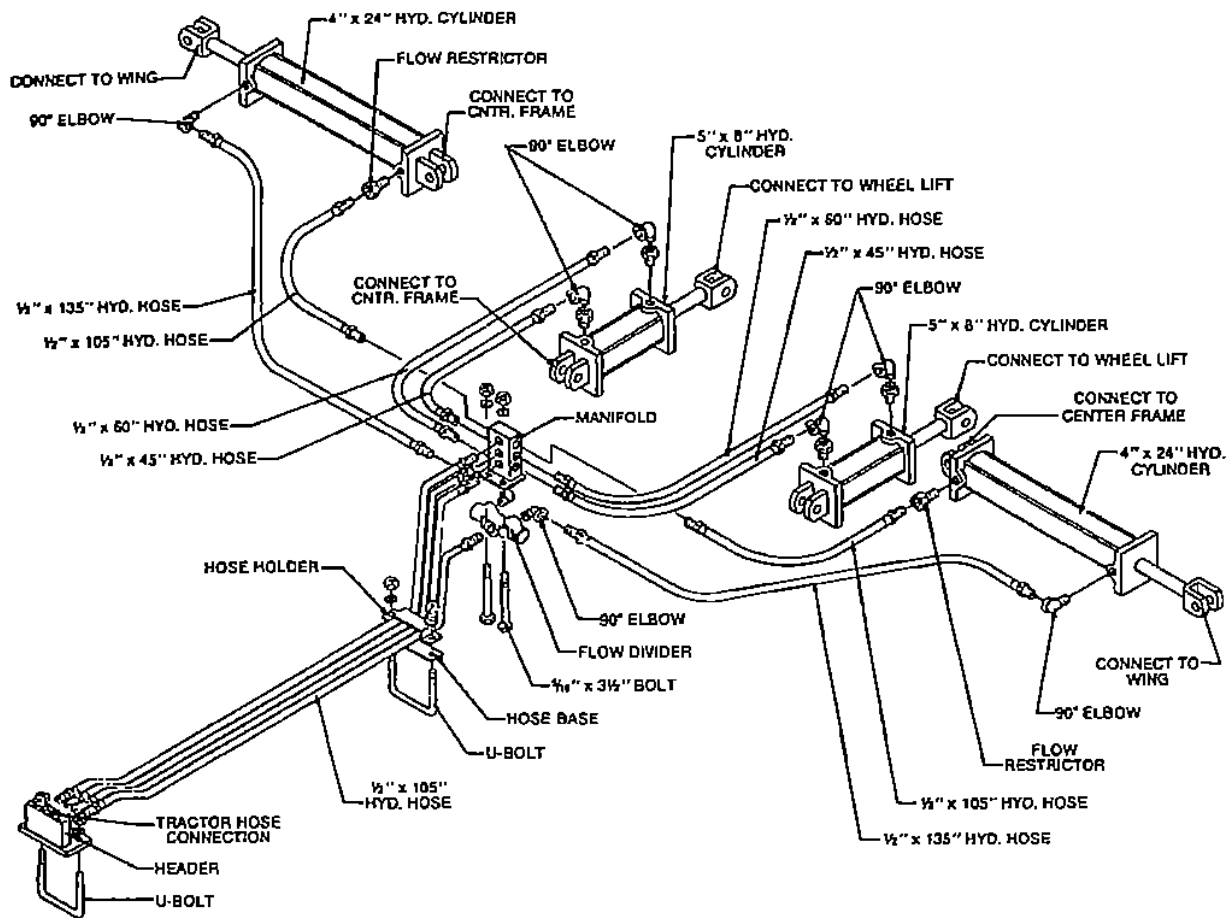 4" x 24" HYD. CYLINDER
FLOW RESTRICTOR
CONNECT TO WING
CONNECT TO
CNTR. FRAME
90° ELBOW
5" x 8" HYD.
CYLINDER
90° ELBOW
CONNECT TO WHEEL LIFT
½" x 60" HYD. HOSE
½" x 45" HYD. HOSE
CONNECT TO
CNTR. FRAME
90° ELBOW
½" x 135" HYD. HOSE
5" x 8" HYD. CYLINDER
½" x 105" HYD. HOSE
CONNECT TO WHEEL LIFT
CONNECT TO
CENTER FRAME
MANIFOLD
½" x 60" HYD. HOSE
½" x 45" HYD. HOSE
4" x 24" HYD.
CYLINDER
HOSE HOLDER
90° ELBOW
FLOW DIVIDER
CONNECT TO
WING
" x 3½" BOLT
HOSE BASE
90° ELBOW
U-BOLT
FLOW
RESTRICTOR
½" x 105"
HYD. HOSE
½" x 105" HYD. HOSE
TRACTOR HOSE
CONNECTION
½" x 135" HYD. HOSE
HEADER
U-BOLT